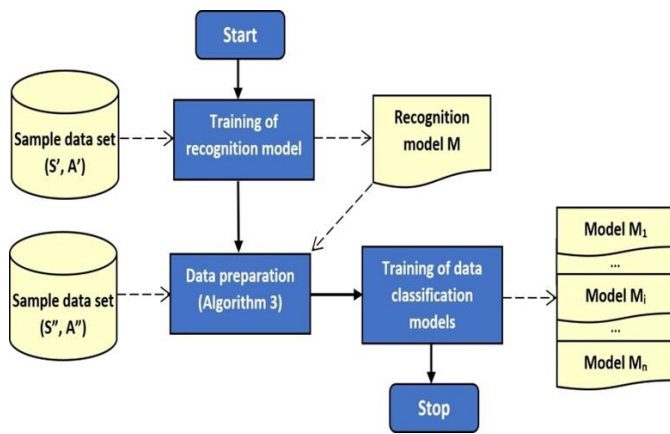 Start
Sample data set
(S’, A’)
Training of
recognition model
Recognition
model M
Sample data set
(S”, A”)
Data preparation
(Algorithm 3)
Training of data
classification
models
Model M₁
...
Model Mᵢ
...
Model Mₙ
Stop